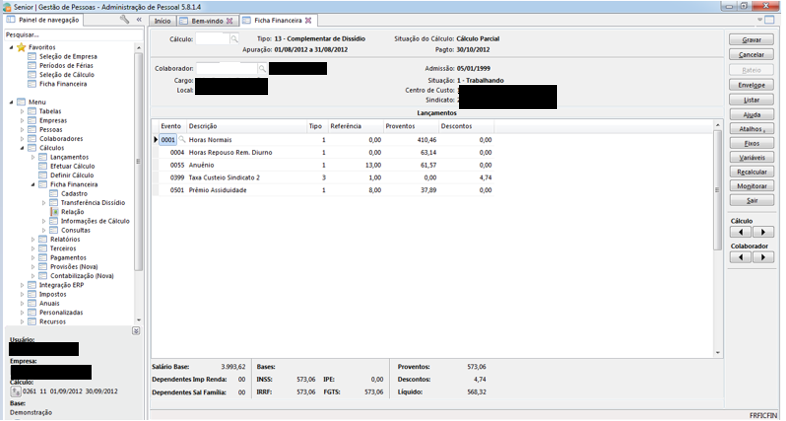 Senior | Gestão de Pessoas - Administração de Pessoal 5.8.1.4
Painel de navegação
Início
Bem-vindo
Ficha Financeira
Pesquisar...
Favoritos
Seleção de Empresa
Períodos de Férias
Seleção de Cálculo
Ficha Financeira
Menu
Tabelas
Empresas
Pessoas
Colaboradores
Cálculos
Lançamentos
Efetuar Cálculo
Definir Cálculo
Ficha Financeira
Cadastro
Transferência Dissídio
Relação
Informações de Cálculo
Consultas
Relatórios
Terceiros
Pagamentos
Provisões (Nova)
Contabilização (Nova)
Integração ERP
Impostos
Anuais
Personalizadas
Recursos
Usuário:
Empresa:
Cálculo:
0261 11 01/09/2012 30/09/2012
Base:
Demonstração
Cálculo:
Tipo: 13 - Complementar de Dissídio
Situação do Cálculo: Cálculo Parcial
Apuração: 01/08/2012 a 31/08/2012
Pagto: 30/10/2012
Colaborador:
Admissão: 05/01/1999
Cargo:
Situação: 1 - Trabalhando
Local:
Centro de Custo:
Sindicato:
Lançamentos
Evento Descrição Tipo Referência Proventos Descontos
0001 Horas Normais 1 0,00 410,46 0,00
0004 Horas Repouso Rem. Diurno 1 0,00 63,14 0,00
0055 Anuênio 1 13,00 61,57 0,00
0399 Taxa Custeio Sindicato 2 3 1,00 0,00 4,74
0501 Prêmio Assiduidade 1 8,00 37,89 0,00
Salário Base: 3.993,62 Bases: Proventos: 573,06
Dependentes Imp Renda: 00 INSS: 573,06 IPE: 0,00 Descontos: 4,74
Dependentes Sal Família: 00 IRRF: 573,06 FGTS: 573,06 Líquido: 568,32
Gravar
Cancelar
Rateio
Envelope
Listar
Ajuda
Atalhos
Fixos
Variáveis
Recalcular
Monitorar
Sair
Cálculo
Colaborador
FRFICFIN